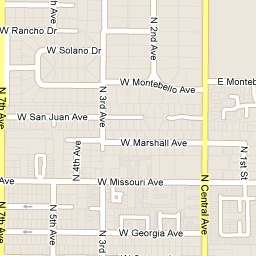 W Rancho Dr
W Solano Dr
N 2nd Ave
N 7th Ave
N 3rd Ave
W Montebello Ave
E Monteb
W San Juan Ave
N 4th Ave
W Marshall Ave
N 1st St
Ave
W Missouri Ave
N Central Ave
N 7th Ave
N 5th Ave
N 3rd
W Georgia Ave